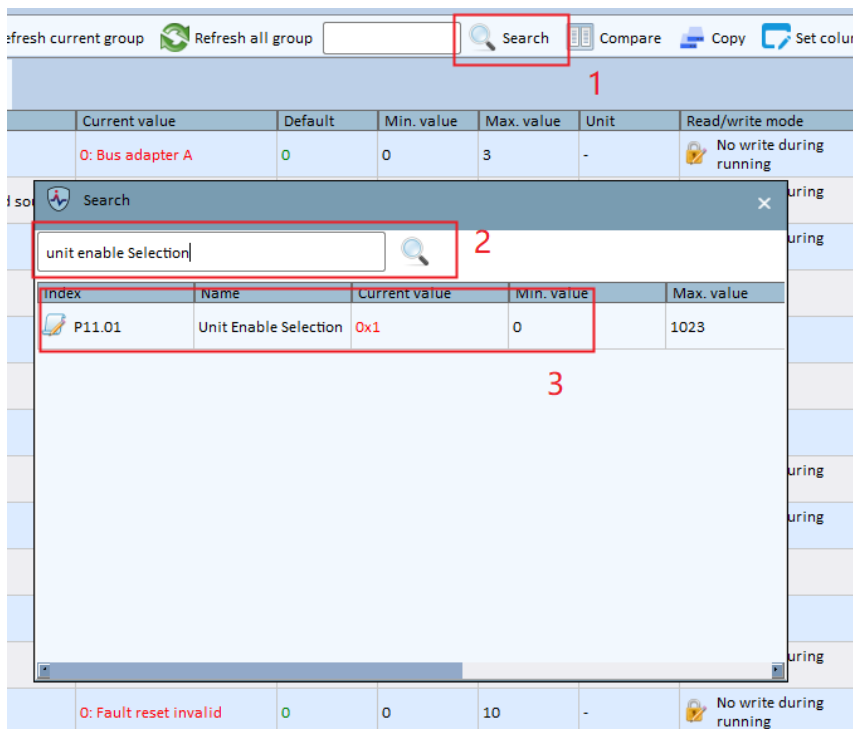 efresh current group Refresh all group Search Compare Copy Set colu
1
Current value Default Min. value Max. value Unit Read/write mode
0: Bus adapter A 0 0 3 - No write during
running
d so Search × uring
unit enable Selection 2 uring
Index Name Current value Min. value Max. value
P11.01 Unit Enable Selection 0x1 0 1023
3
uring
uring
uring
0: Fault reset invalid 0 0 10 - No write during
running